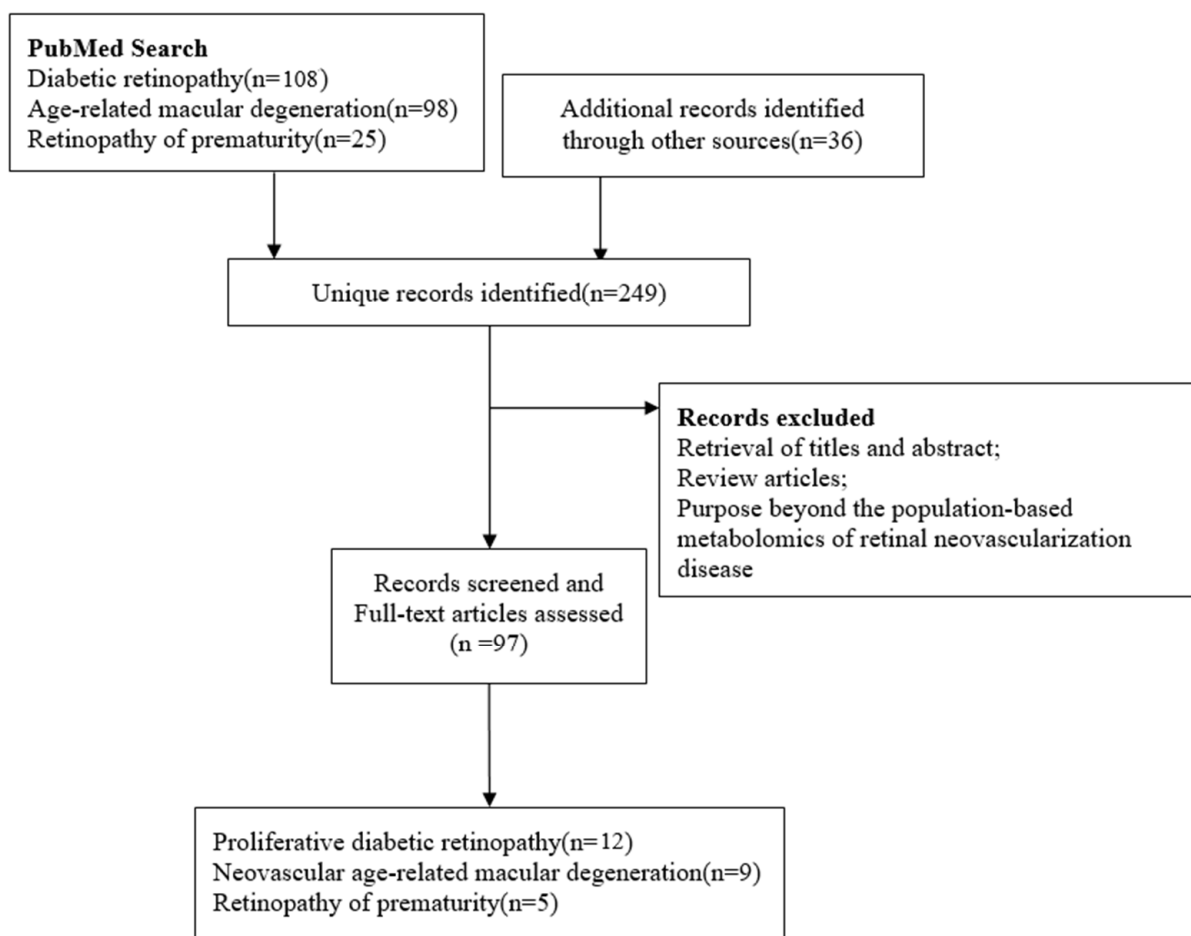 PubMed Search
Diabetic retinopathy(n=108)
Age-related macular degeneration(n=98)
Retinopathy of prematurity(n=25)
Additional records identified
through other sources(n=36)
Unique records identified(n=249)
Records excluded
Retrieval of titles and abstract;
Review articles;
Purpose beyond the population-based
metabolomics of retinal neovascularization
disease
Records screened and
Full-text articles assessed
(n =97)
Proliferative diabetic retinopathy(n=12)
Neovascular age-related macular degeneration(n=9)
Retinopathy of prematurity(n=5)